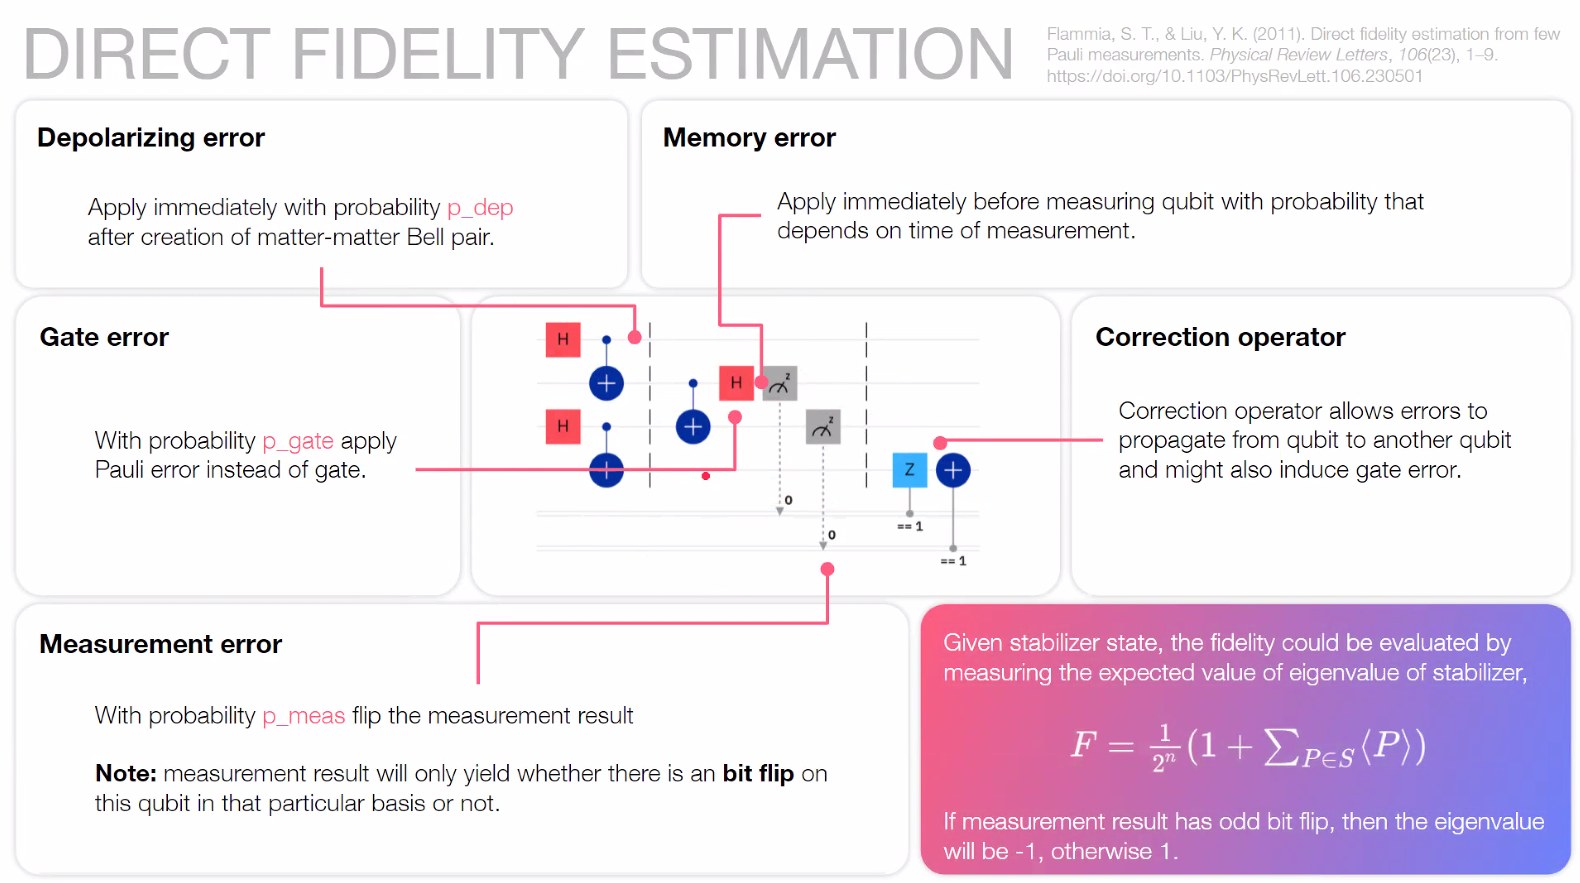 DIRECT FIDELITY ESTIMATION
Flammia, S. T., & Liu, Y. K. (2011). Direct fidelity estimation from few
Pauli measurements. Physical Review Letters, 106(23), 1–9.
https://doi.org/10.1103/PhysRevLett.106.230501
Depolarizing error
Apply immediately with probability p_dep
after creation of matter-matter Bell pair.
Memory error
Apply immediately before measuring qubit with probability that
depends on time of measurement.
Gate error
With probability p_gate apply
Pauli error instead of gate.
H
H z
H z
Z
0
== 1
0
== 1
Correction operator
Correction operator allows errors to
propagate from qubit to another qubit
and might also induce gate error.
Measurement error
With probability p_meas flip the measurement result
Note: measurement result will only yield whether there is an bit flip on
this qubit in that particular basis or not.
Given stabilizer state, the fidelity could be evaluated by
measuring the expected value of eigenvalue of stabilizer,
F = 1/2ⁿ (1 + ∑_{P∈S}⟨P⟩)
If measurement result has odd bit flip, then the eigenvalue
will be -1, otherwise 1.